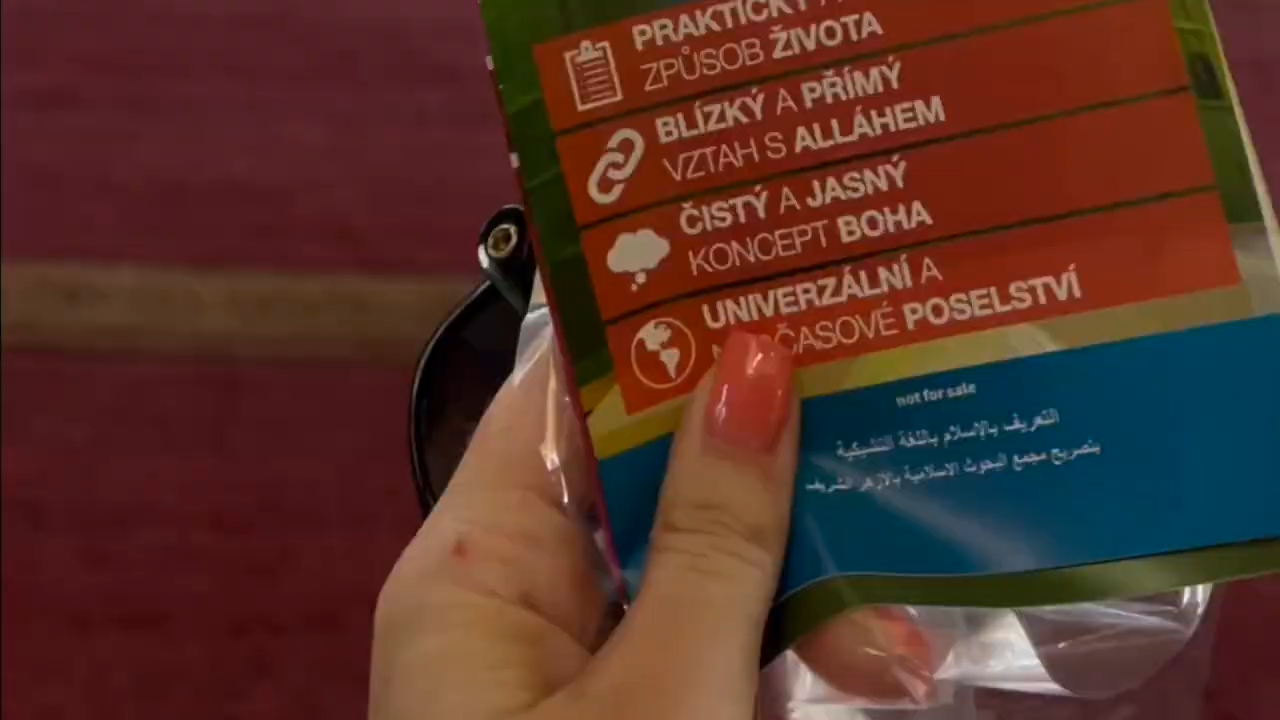 PRAKTICKÝ A
ZPŮSOB ŽIVOTA
BLÍZKÝ A PŘÍMÝ
VZTAH S ALLÁHEM
ČISTÝ A JASNÝ
KONCEPT BOHA
UNIVERZÁLNÍ A
ČASOVÉ POSELSTVÍ
not for sale
التعريف بالإسلام باللغة التشيكية
بتصريح مجمع البحوث الاسلامية بالأزهر الشريف